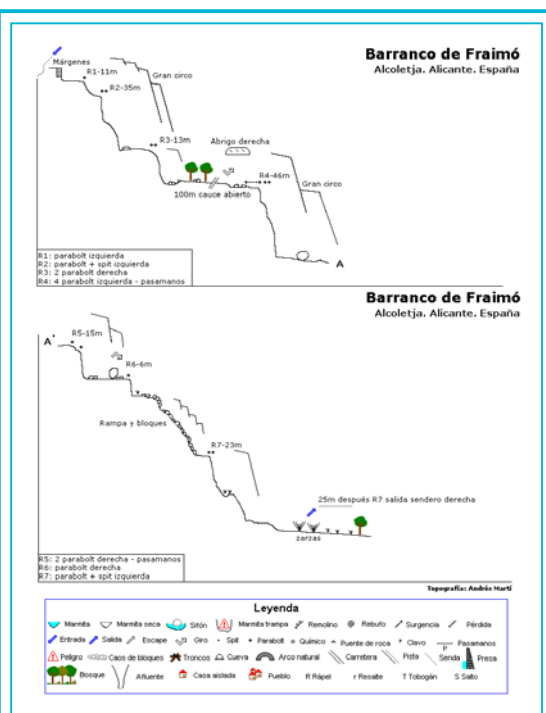 Barranco de Fraimó
Alcoletja. Alicante. España
Márgenes
R1-11m
Gran circo
R2-35m
R3-13m
Abrigo derecha
R4-46m
Gran circo
100m cauce abierto
A
R1: parabolt izquierda
R2: parabolt + spit izquierda
R3: 2 parabolt derecha
R4: 4 parabolt izquierda - pasamanos
Barranco de Fraimó
Alcoletja. Alicante. España
R5-15m
A'
R6-6m
Rampa y bloques
R7-23m
25m después R7 salida sendero derecha
zarzas
R5: 2 parabolt derecha - pasamanos
R6: parabolt derecha
R7: parabolt + spit izquierda
Topografía: Andrés Martí
Leyenda
Marmita Marmita seca Sifón Marmita trampa Remolino Rebufo Surgencia Pérdida
Entrada Salida Escape Giro Spit Parabolt Químico Puente de roca Clavo P Pasamanos
Peligro Caos de bloques Troncos Cueva Arco natural Carretera Pista Senda Presa
Bosque Afluente Casa aislada Pueblo R Rápel r Resalte T Tobogán S Salto